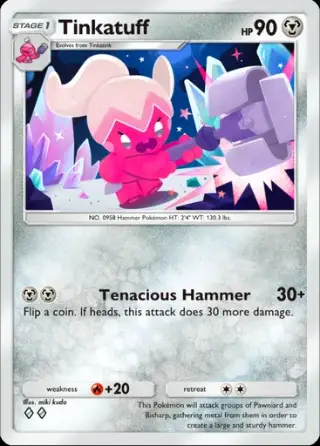 STAGE 1
Tinkatuff
HP 90
Evolves from Tinkatink
NO. 0958 Hammer Pokémon HT: 2'4" WT: 130.3 lbs.
Tenacious Hammer 30+
Flip a coin. If heads, this attack does 30 more damage.
weakness +20 retreat
Illus. miki kudo
This Pokémon will attack groups of Pawniard and
Bisharp, gathering metal from them in order to
create a large and sturdy hammer.